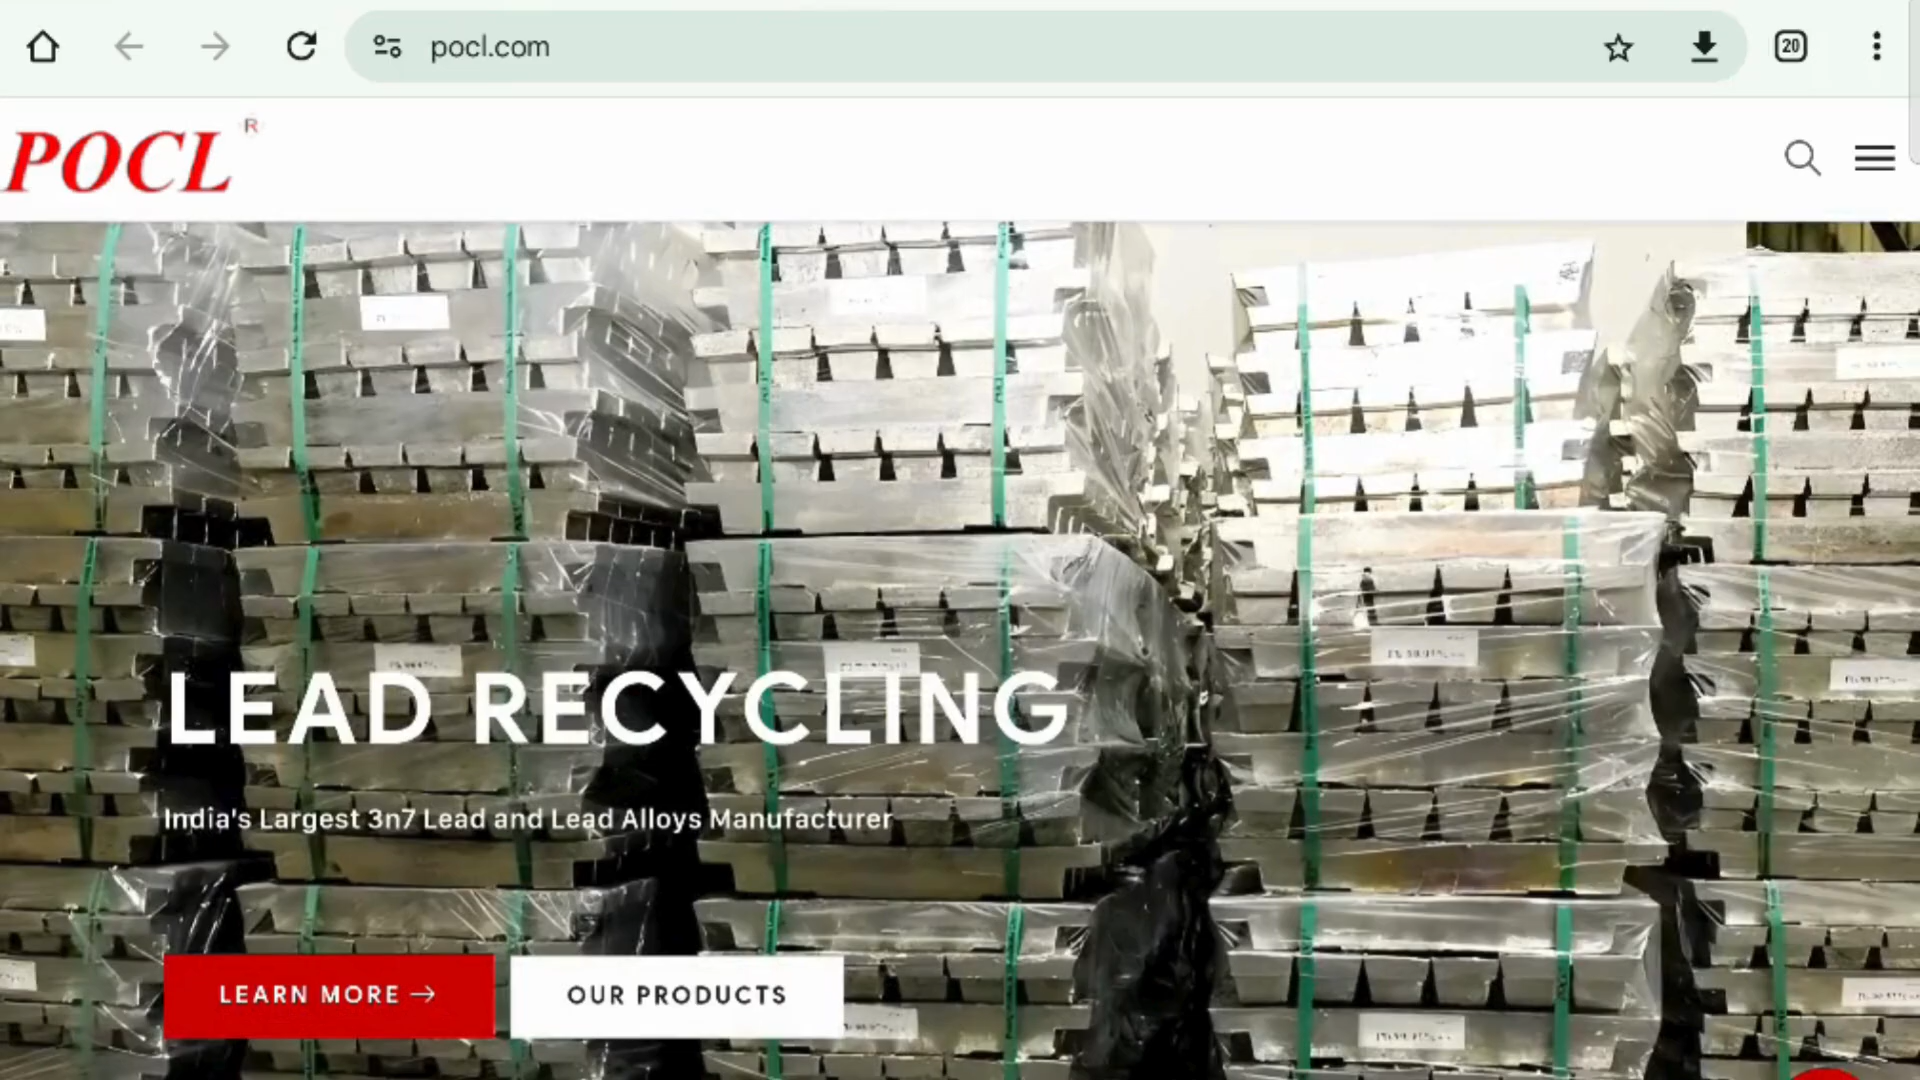 pocl.com
20
POCL R
LEAD RECYCLING
India's Largest 3n7 Lead and Lead Alloys Manufacturer
LEARN MORE →
OUR PRODUCTS